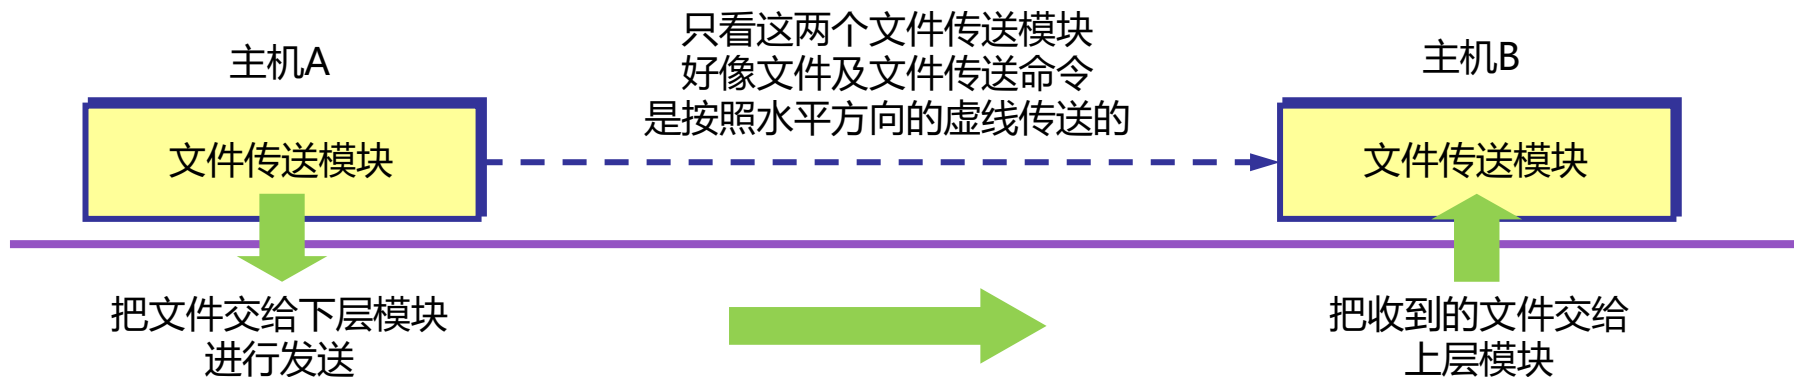 主机A
只看这两个文件传送模块
好像文件及文件传送命令
是按照水平方向的虚线传送的
主机B
文件传送模块
文件传送模块
把文件交给下层模块
进行发送
把收到的文件交给
上层模块